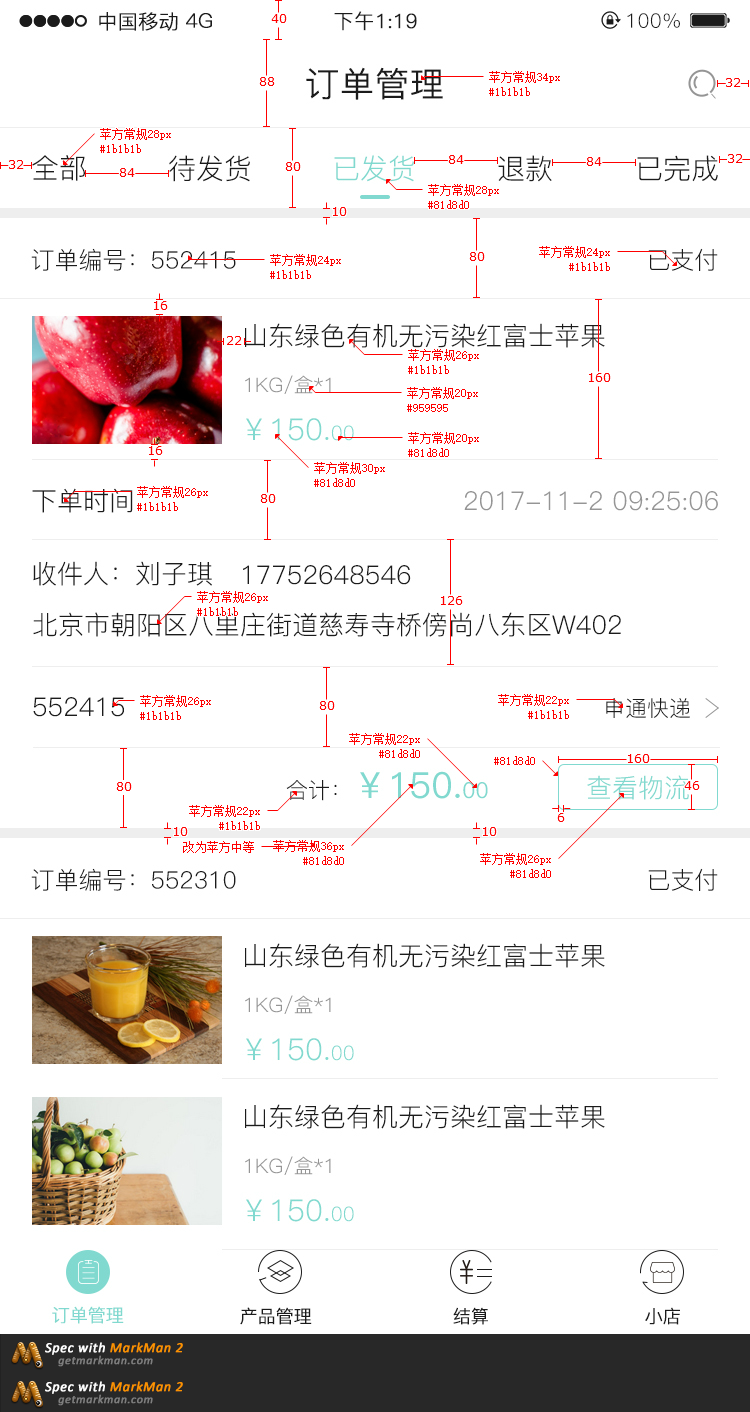 中国移动 4G 下午1:19 100%
40
88
订单管理
苹方常规34px
#1b1b1b
32
苹方常规28px
#1b1b1b
32 全部 84 待发货 80 已发货 84 退款 84 已完成 32
苹方常规28px
#81d8d0
10
订单编号：552415
苹方常规24px
#1b1b1b
80
苹方常规24px
#1b1b1b
已支付
16
22
山东绿色有机无污染红富士苹果
苹方常规26px
#1b1b1b
160
1KG/盒*1
苹方常规20px
#959595
¥150.00
苹方常规20px
#81d8d0
16
苹方常规30px
#81d8d0
下单时间
苹方常规26px
#1b1b1b
80
2017-11-2 09:25:06
收件人：刘子琪 17752648546
苹方常规26px
#1b1b1b
126
北京市朝阳区八里庄街道慈寿寺桥傍尚八东区W402
552415
苹方常规26px
#1b1b1b
80
苹方常规22px
#1b1b1b
申通快递
苹方常规22px
#81d8d0
#81d8d0
160
80
合计：
¥150.00
查看物流
46
6
苹方常规22px
#1b1b1b
10
10
改为苹方中等
苹方常规36px
#81d8d0
苹方常规26px
#81d8d0
订单编号：552310
已支付
山东绿色有机无污染红富士苹果
1KG/盒*1
¥150.00
山东绿色有机无污染红富士苹果
1KG/盒*1
¥150.00
订单管理 产品管理 结算 小店
Spec with MarkMan 2
getmarkman.com
Spec with MarkMan 2
getmarkman.com